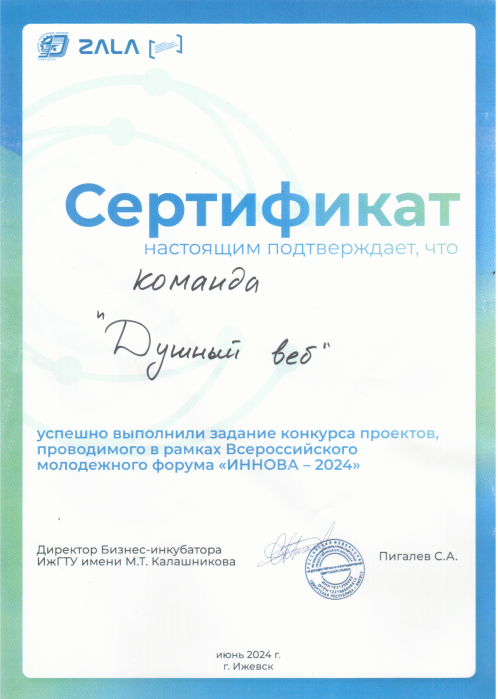 ZALA
Сертификат
настоящим подтверждает, что
команда
"Душный веб"
успешно выполнили задание конкурса проектов,
проводимого в рамках Всероссийского
молодежного форума «ИННОВА – 2024»
Директор Бизнес-инкубатора
ИжГТУ имени М.Т. Калашникова
Пигалев С.А.
июнь 2024 г.
г. Ижевск